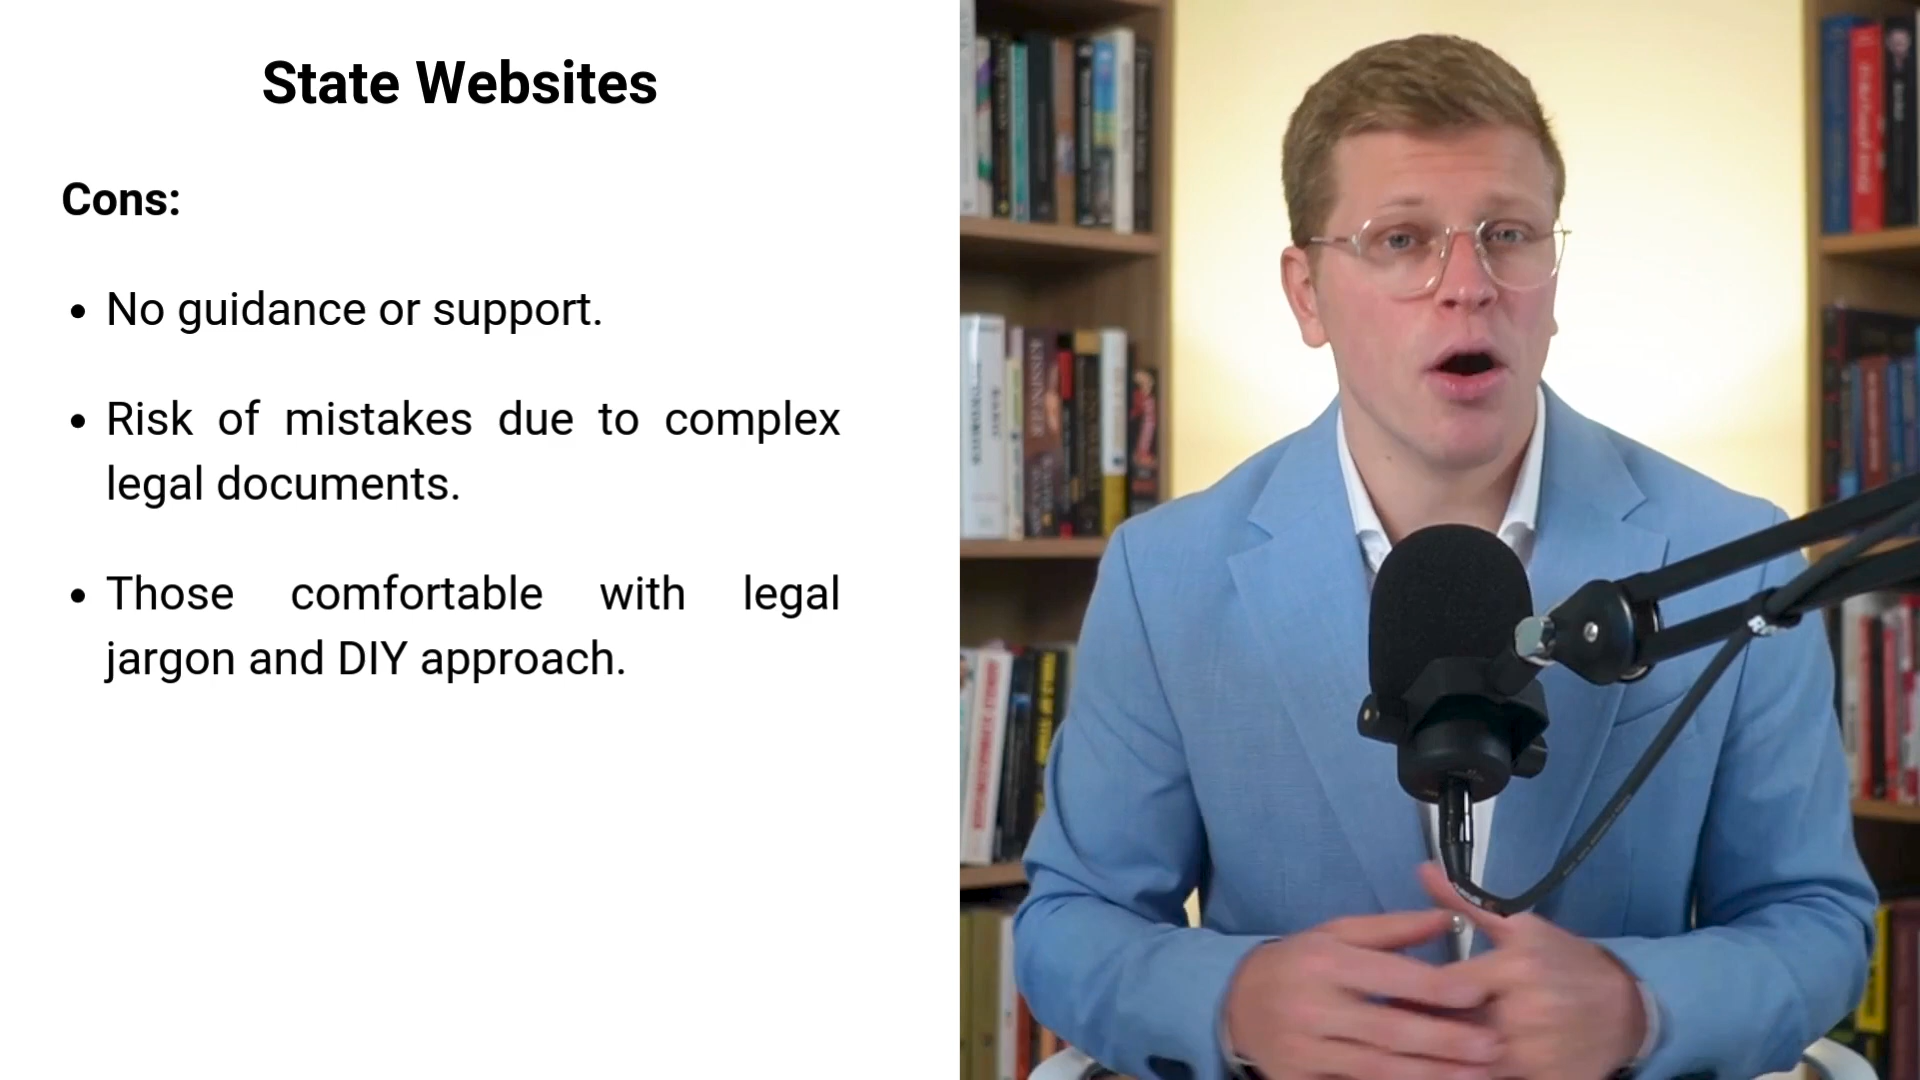 State Websites
Cons:
• No guidance or support.
• Risk of mistakes due to complex
legal documents.
• Those comfortable with legal
jargon and DIY approach.
KISSINGER